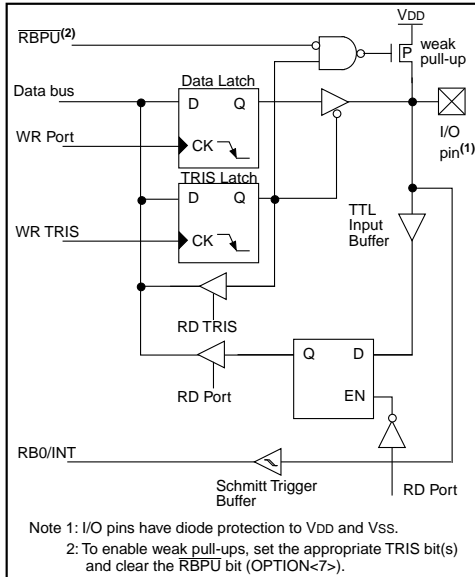 VDD
RBPU(2)
P
weak
pull-up
Data Latch
Data bus
D
Q
I/O
pin(1)
WR Port
CK
TRIS Latch
D
Q
TTL
Input
Buffer
WR TRIS
CK
RD TRIS
Q
D
RD Port
EN
RB0/INT
Schmitt Trigger
Buffer
RD Port
Note 1: I/O pins have diode protection to VDD and VSS.
2: To enable weak pull-ups, set the appropriate TRIS bit(s)
and clear the RBPU bit (OPTION<7>).